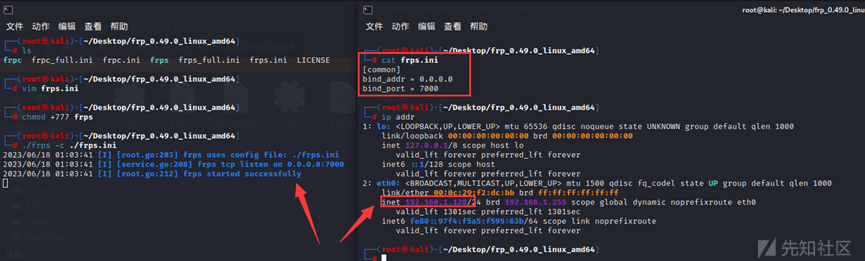 文件 动作 编辑 查看 帮助
┌──(root㉿kali)-[~/Desktop/frp_0.49.0_linux_amd64]
└─# ls
frpc frpc_full.ini frpc.ini frps frps_full.ini frps.ini LICENSE
┌──(root㉿kali)-[~/Desktop/frp_0.49.0_linux_amd64]
└─# vim frps.ini
┌──(root㉿kali)-[~/Desktop/frp_0.49.0_linux_amd64]
└─# chmod +777 frps
┌──(root㉿kali)-[~/Desktop/frp_0.49.0_linux_amd64]
└─# ./frps -c ./frps.ini
2023/06/18 01:03:41 [I] [root.go:203] frps uses config file: ./frps.ini
2023/06/18 01:03:41 [I] [service.go:208] frps tcp listen on 0.0.0.0:7000
2023/06/18 01:03:41 [I] [root.go:212] frps started successfully
root@kali: ~/Desktop/frp_0.49.0_linu
文件 动作 编辑 查看 帮助
┌──(root㉿kali)-[~/Desktop/frp_0.49.0_linux_amd64]
└─# cat frps.ini
[common]
bind_addr = 0.0.0.0
bind_port = 7000
┌──(root㉿kali)-[~/Desktop/frp_0.49.0_linux_amd64]
└─# ip addr
1: lo: <LOOPBACK,UP,LOWER_UP> mtu 65536 qdisc noqueue state UNKNOWN group default qlen 1000
link/loopback 00:00:00:00:00:00 brd 00:00:00:00:00:00
inet 127.0.0.1/8 scope host lo
valid_lft forever preferred_lft forever
inet6 ::1/128 scope host
valid_lft forever preferred_lft forever
2: eth0: <BROADCAST,MULTICAST,UP,LOWER_UP> mtu 1500 qdisc fq_codel state UP group default qlen 1000
link/ether 00:0c:29:f2:dc:bb brd ff:ff:ff:ff:ff:ff
inet 192.168.1.128/24 brd 192.168.1.255 scope global dynamic noprefixroute eth0
valid_lft 1301sec preferred_lft 1301sec
inet6 fe80::97f4:f5a5:f595:63b/64 scope link noprefixroute
valid_lft forever preferred_lft forever
┌──(root㉿kali)-[~/Desktop/frp_0.49.0_linux_amd64]
└─#
先知社区